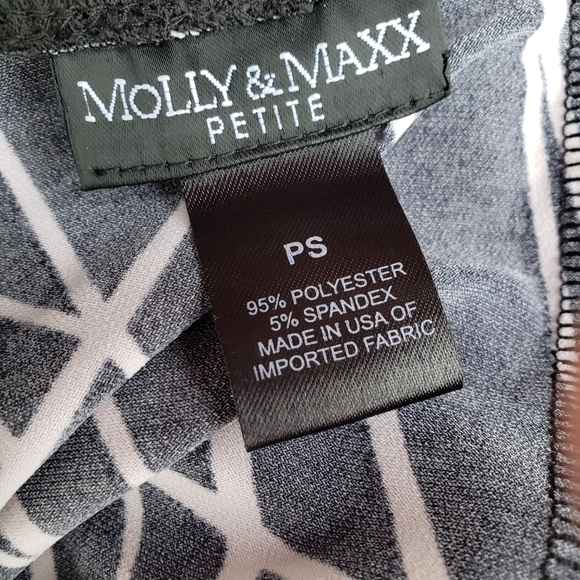 MOLLY & MAXX
PETITE
PS
95% POLYESTER
5% SPANDEX
MADE IN USA OF
IMPORTED FABRIC